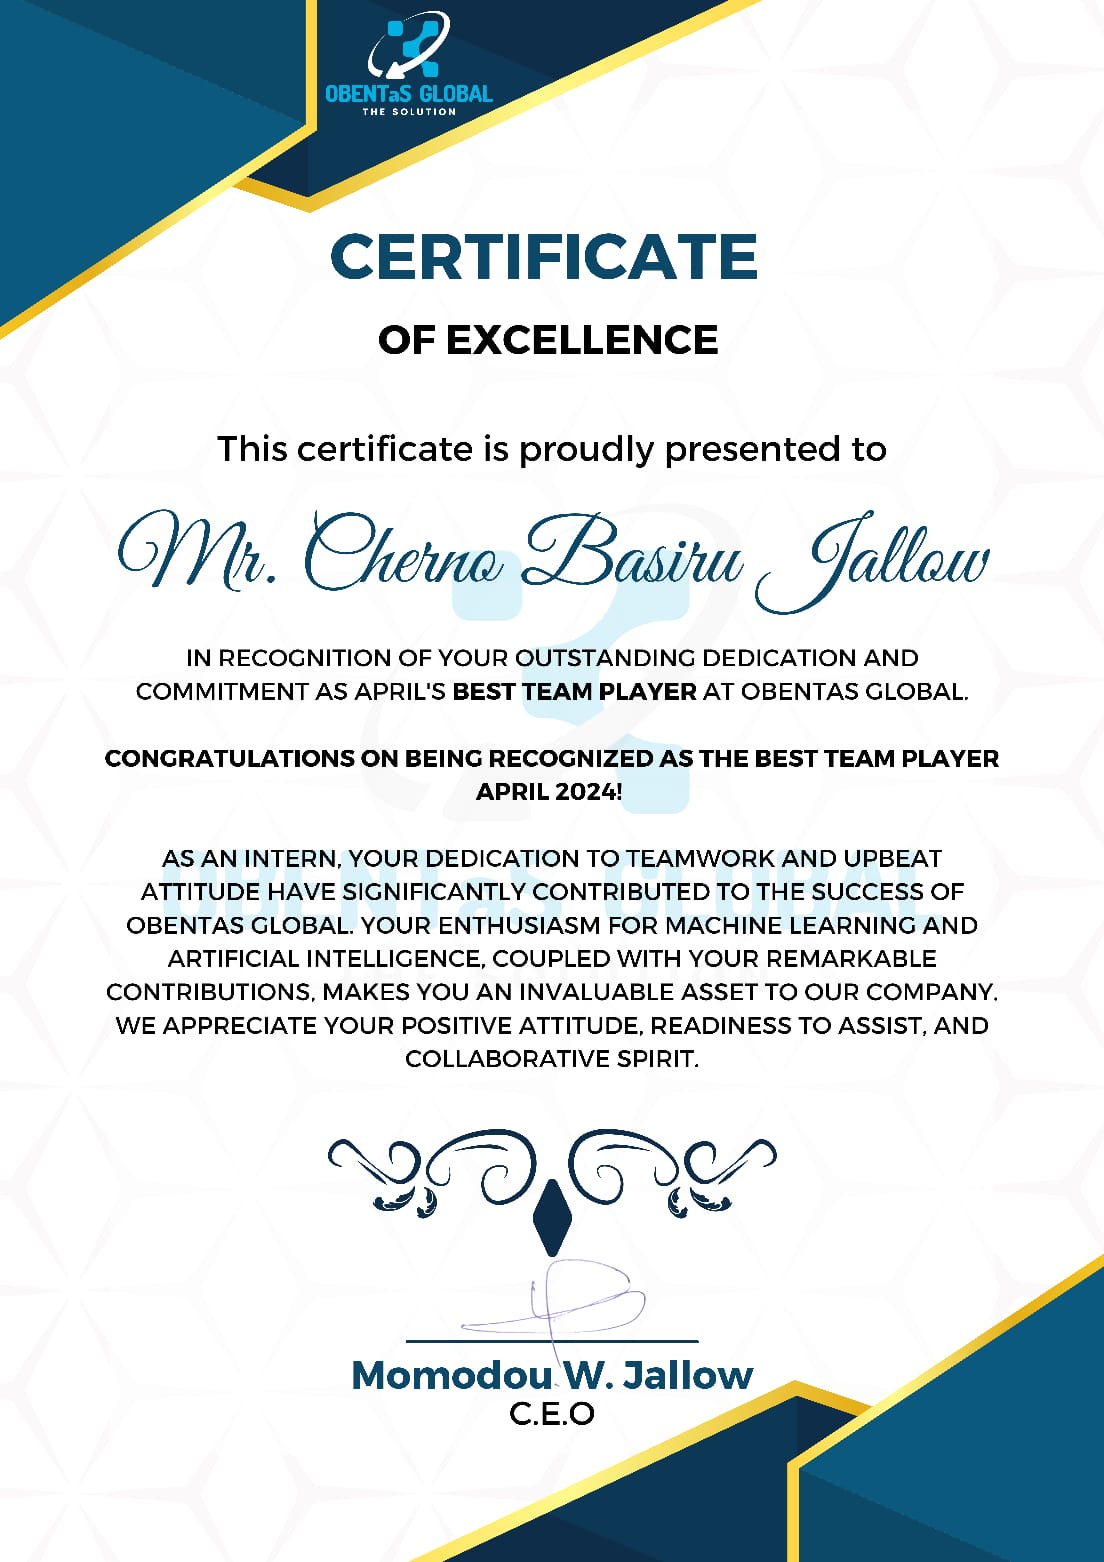 OBENTaS GLOBAL
THE SOLUTION
CERTIFICATE
OF EXCELLENCE
This certificate is proudly presented to
Mr. Cherno Basiru Jallow
IN RECOGNITION OF YOUR OUTSTANDING DEDICATION AND
COMMITMENT AS APRIL'S BEST TEAM PLAYER AT OBENTAS GLOBAL.
CONGRATULATIONS ON BEING RECOGNIZED AS THE BEST TEAM PLAYER
APRIL 2024!
AS AN INTERN, YOUR DEDICATION TO TEAMWORK AND UPBEAT
ATTITUDE HAVE SIGNIFICANTLY CONTRIBUTED TO THE SUCCESS OF
OBENTAS GLOBAL. YOUR ENTHUSIASM FOR MACHINE LEARNING AND
ARTIFICIAL INTELLIGENCE, COUPLED WITH YOUR REMARKABLE
CONTRIBUTIONS, MAKES YOU AN INVALUABLE ASSET TO OUR COMPANY.
WE APPRECIATE YOUR POSITIVE ATTITUDE, READINESS TO ASSIST, AND
COLLABORATIVE SPIRIT.
OBENTaS GLOBAL
Momodou W. Jallow
C.E.O